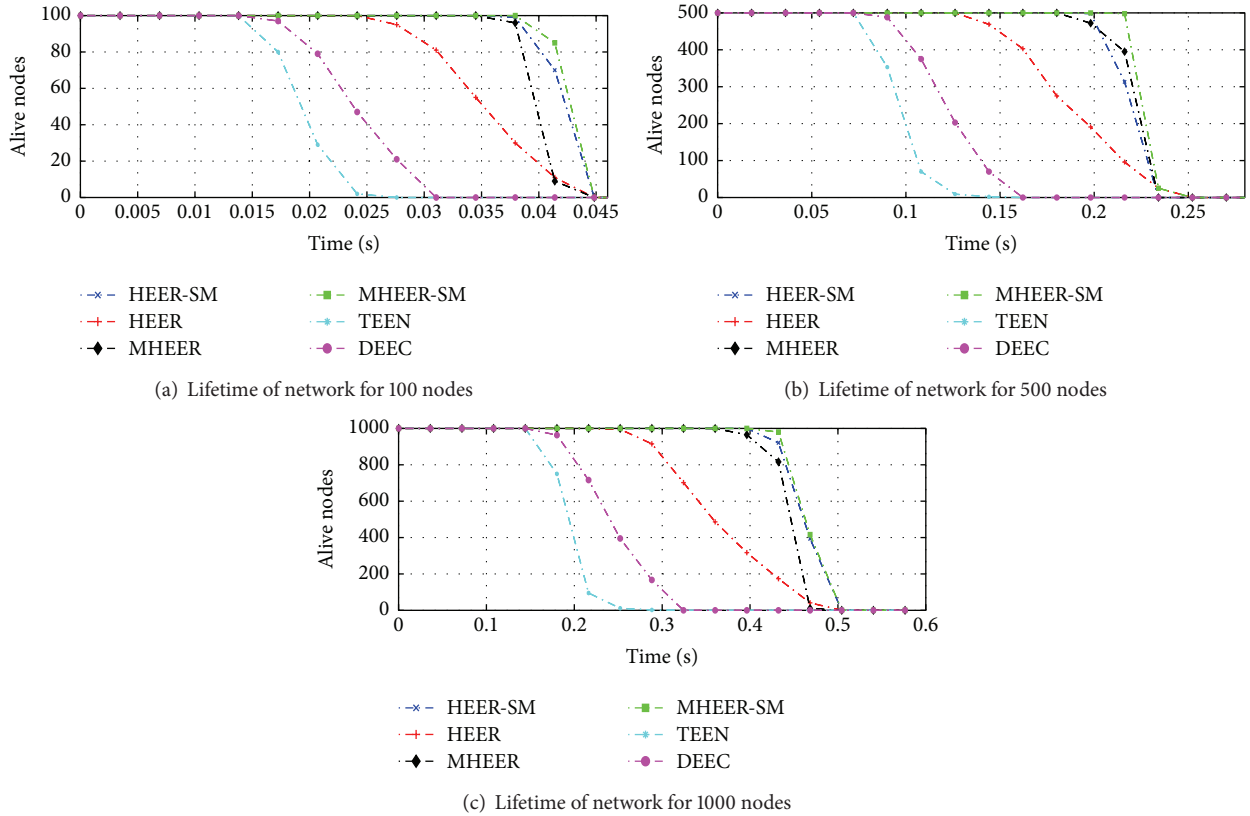 100
80
60
40
20
0
Alive nodes
0 0.005 0.01 0.015 0.02 0.025 0.03 0.035 0.04 0.045
Time (s)
HEER-SM MHEER-SM
HEER TEEN
MHEER DEEC
(a) Lifetime of network for 100 nodes
500
400
300
200
100
0
Alive nodes
0 0.05 0.1 0.15 0.2 0.25
Time (s)
HEER-SM MHEER-SM
HEER TEEN
MHEER DEEC
(b) Lifetime of network for 500 nodes
1000
800
600
400
200
0
Alive nodes
0 0.1 0.2 0.3 0.4 0.5 0.6
Time (s)
HEER-SM MHEER-SM
HEER TEEN
MHEER DEEC
(c) Lifetime of network for 1000 nodes